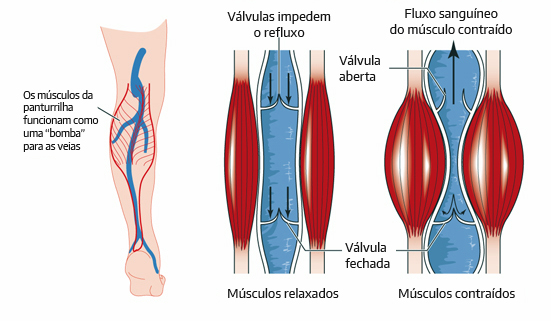 Os músculos da
panturrilha
funcionam como
uma "bomba"
para as veias
Válvulas impedem
o refluxo
Fluxo sanguíneo
do músculo contraído
Válvula
aberta
Válvula
fechada
Músculos relaxados
Músculos contraídos